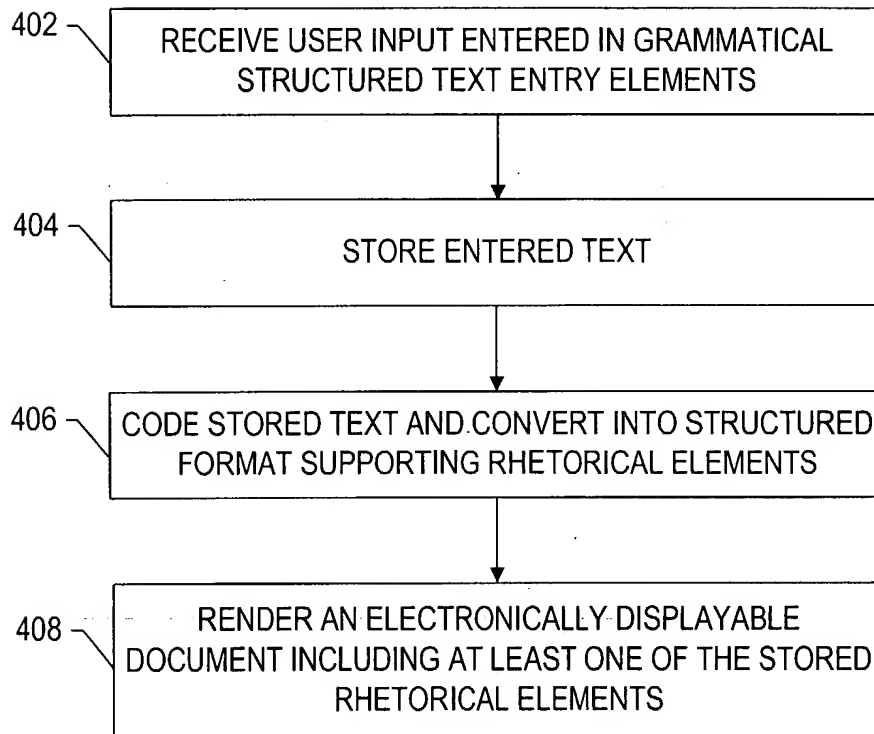 402
RECEIVE USER INPUT ENTERED IN GRAMMATICAL
STRUCTURED TEXT ENTRY ELEMENTS
404
STORE ENTERED TEXT
406
CODE STORED TEXT AND CONVERT INTO STRUCTURED
FORMAT SUPPORTING RHETORICAL ELEMENTS
408
RENDER AN ELECTRONICALLY DISPLAYABLE
DOCUMENT INCLUDING AT LEAST ONE OF THE STORED
RHETORICAL ELEMENTS